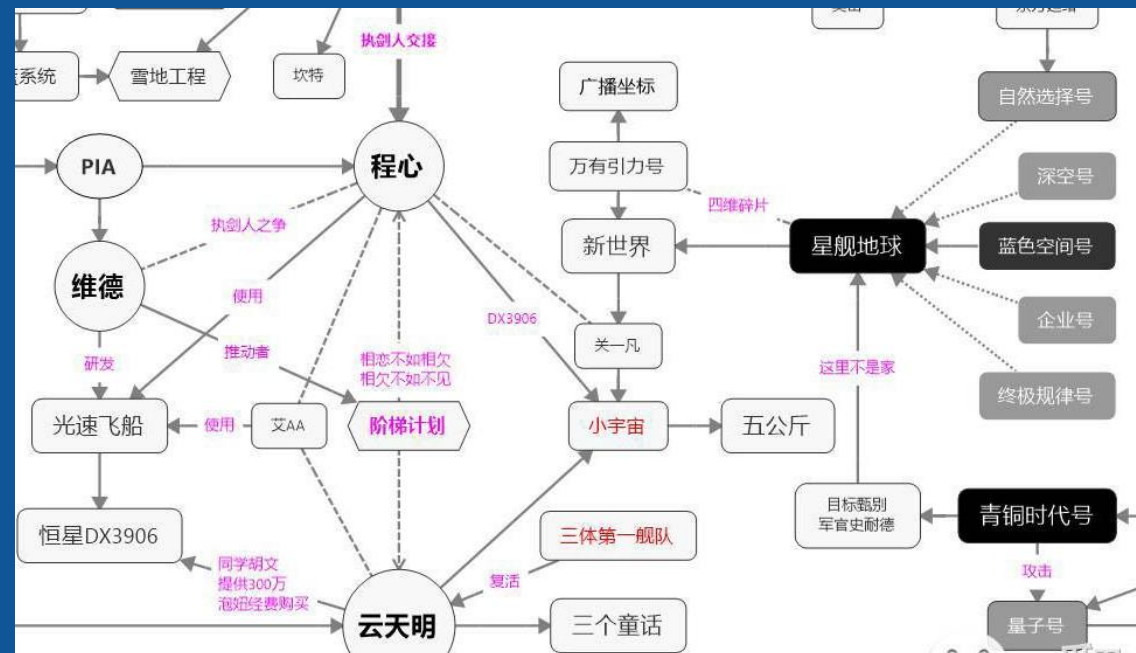 执剑人交接
系统
雪地工程
坎特
广播坐标
自然选择号
PIA
程心
万有引力号
深空号
四维碎片
执剑人之争
新世界
星舰地球
蓝色空间号
维德
使用
DX3906
企业号
关一凡
研发
推动者
相恋不如相欠
相欠不如不见
这里不是家
终极规律号
光速飞船
使用
艾AA
阶梯计划
小宇宙
五公斤
目标甄别
军官史耐德
青铜时代号
恒星DX3906
三体第一舰队
同学胡文
提供300万
泡妞经费购买
复活
攻击
云天明
三个童话
量子号